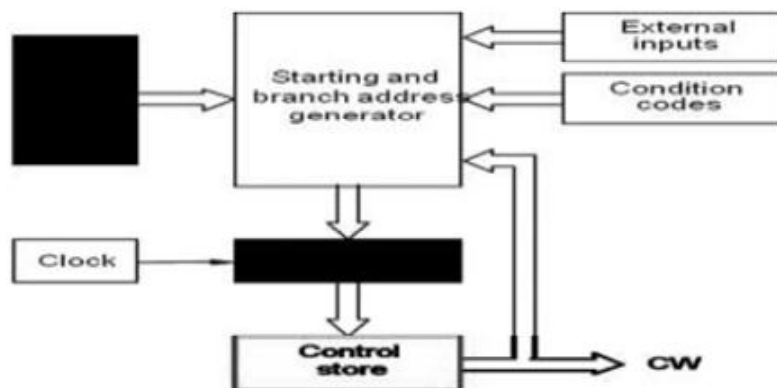 External
inputs
Starting and
branch address
generator
Condition
codes
Clock
Control
store
CW